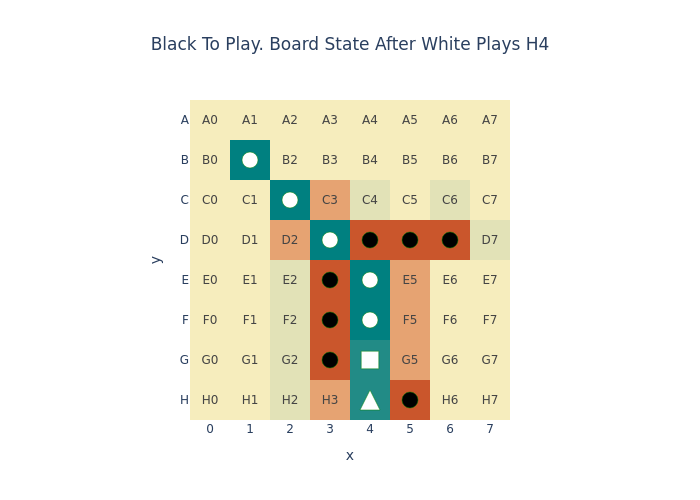 Black To Play. Board State After White Plays H4
A A0 A1 A2 A3 A4 A5 A6 A7
B B0 B2 B3 B4 B5 B6 B7
C C0 C1 C3 C4 C5 C6 C7
D D0 D1 D2 D7
E E0 E1 E2 E5 E6 E7
F F0 F1 F2 F5 F6 F7
G G0 G1 G2 G5 G6 G7
H H0 H1 H2 H3 H6 H7
0 1 2 3 4 5 6 7
x
y